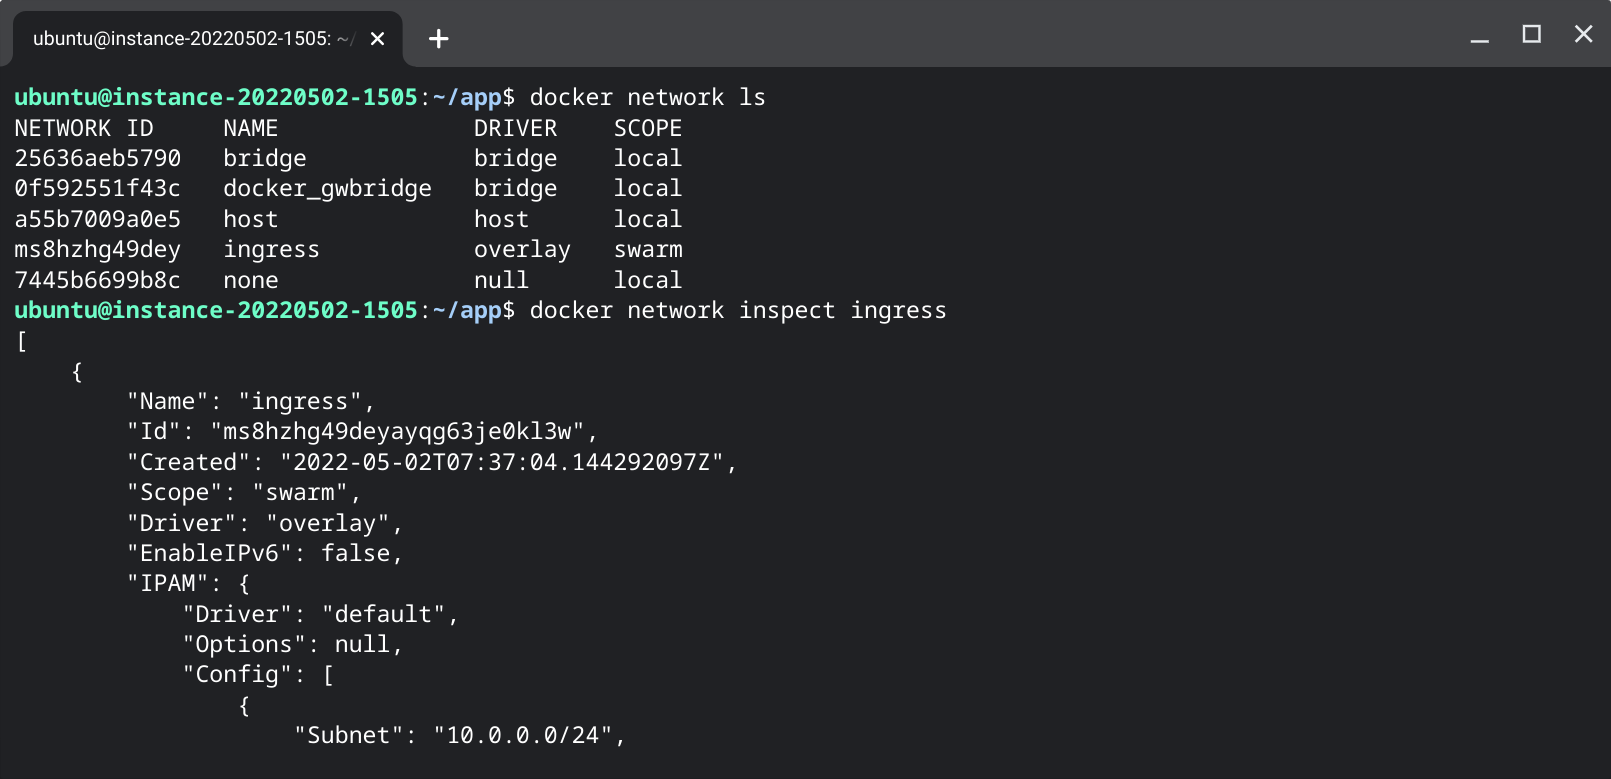 ubuntu@instance-20220502-1505: ~/
ubuntu@instance-20220502-1505:~/app$ docker network ls
NETWORK ID     NAME              DRIVER    SCOPE
25636aeb5790   bridge            bridge    local
0f592551f43c   docker_gwbridge   bridge    local
a55b7009a0e5   host              host      local
ms8hzhg49dey   ingress           overlay   swarm
7445b6699b8c   none              null      local
ubuntu@instance-20220502-1505:~/app$ docker network inspect ingress
[
    {
        "Name": "ingress",
        "Id": "ms8hzhg49deyayqg63je0kl3w",
        "Created": "2022-05-02T07:37:04.144292097Z",
        "Scope": "swarm",
        "Driver": "overlay",
        "EnableIPv6": false,
        "IPAM": {
            "Driver": "default",
            "Options": null,
            "Config": [
                {
                    "Subnet": "10.0.0.0/24",